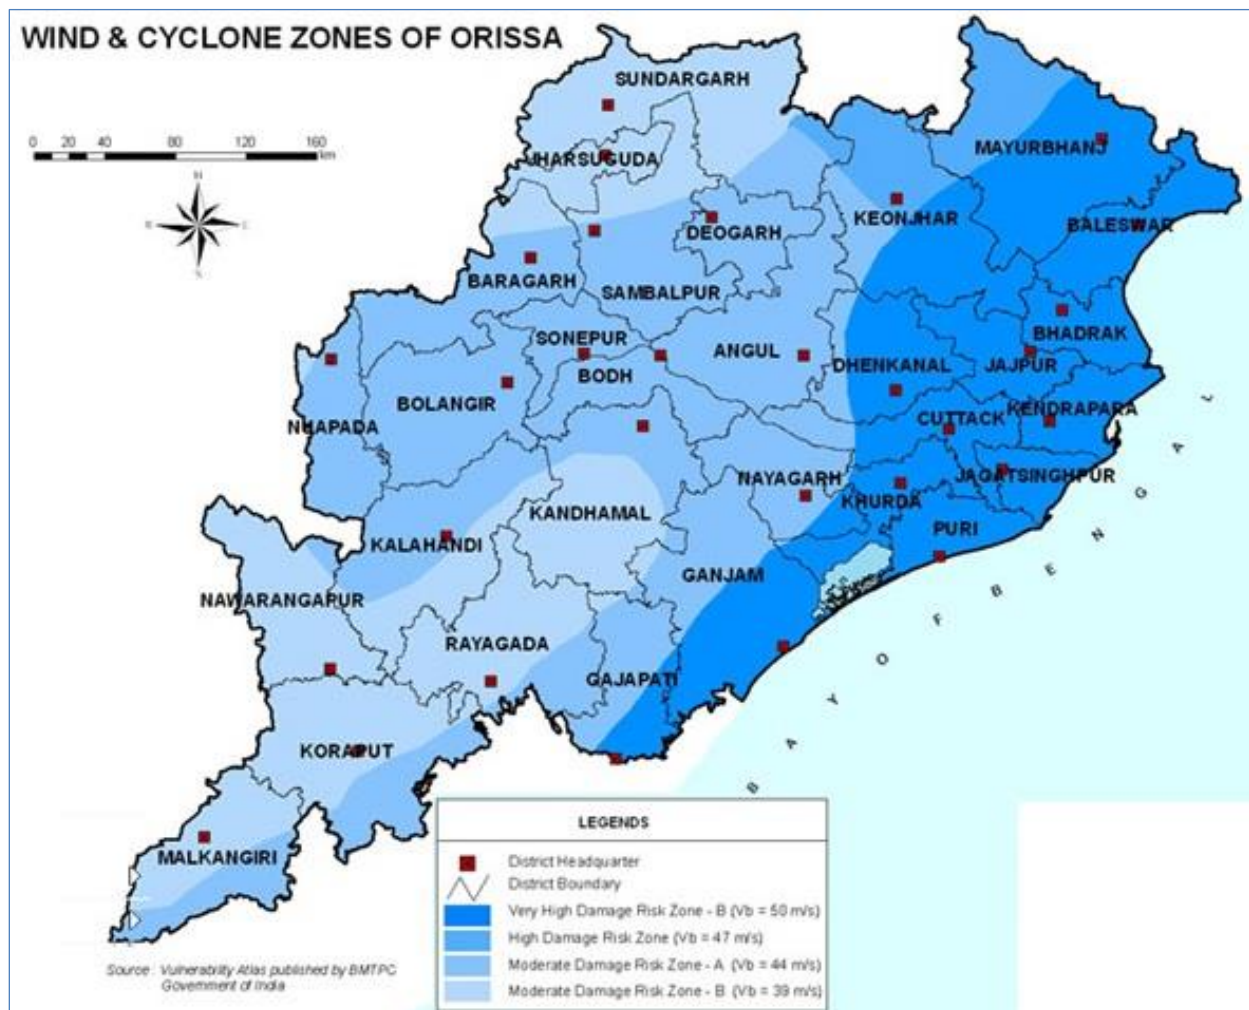 WIND & CYCLONE ZONES OF ORISSA
SUNDARGARH
0 20 40 80 120 160
km
MAYURBHANJ
JHARSUGUDA
N
KEONJHAR
BALESWAR
DEOGARH
S
BARAGARH
SAMBALPUR
BHADRAK
SONEPUR
ANGUL
DHENKANAL
JAJPUR
BODH
BOLANGIR
KENDRAPARA
CUTTACK
NUAPADA
JAGATSINGHPUR
NAYAGARH
KHURDA
KANDHAMAL
PURI
KALAHANDI
GANJAM
NAWARANGAPUR
RAYAGADA
GAJAPATI
BAY OF BENGAL
KORAPUT
MALKANGIRI
LEGENDS
District Headquarter
District Boundary
Very High Damage Risk Zone - B (Vb = 50 m/s)
High Damage Risk Zone (Vb = 47 m/s)
Moderate Damage Risk Zone - A (Vb = 44 m/s)
Moderate Damage Risk Zone - B (Vb = 39 m/s)
Source : Vulnerability Atlas published by BMTPC
Government of India